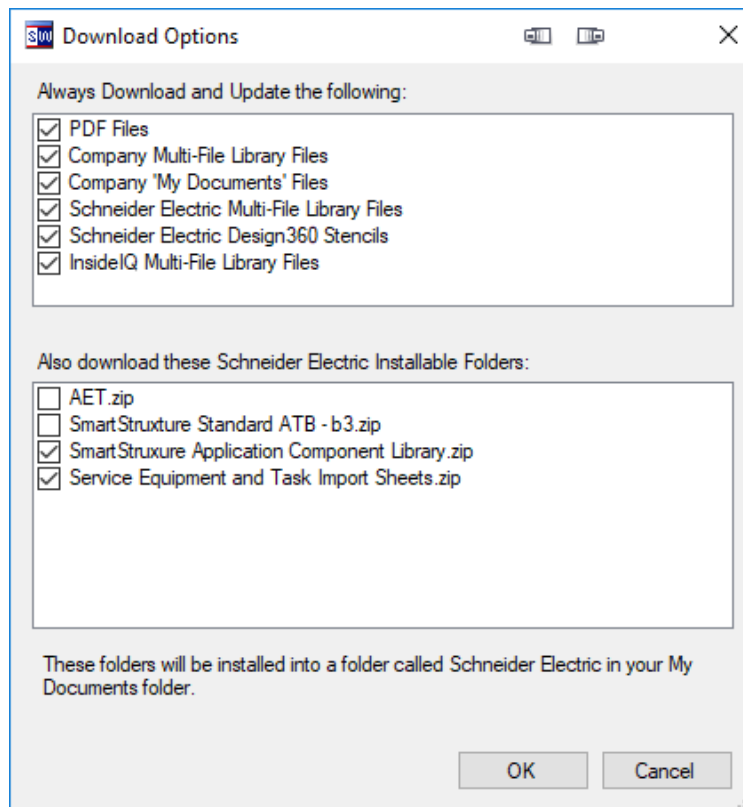 SW Download Options
Always Download and Update the following:
PDF Files
Company Multi-File Library Files
Company 'My Documents' Files
Schneider Electric Multi-File Library Files
Schneider Electric Design360 Stencils
InsideIQ Multi-File Library Files
Also download these Schneider Electric Installable Folders:
AET.zip
SmartStruxture Standard ATB - b3.zip
SmartStruxure Application Component Library.zip
Service Equipment and Task Import Sheets.zip
These folders will be installed into a folder called Schneider Electric in your My
Documents folder.
OK Cancel